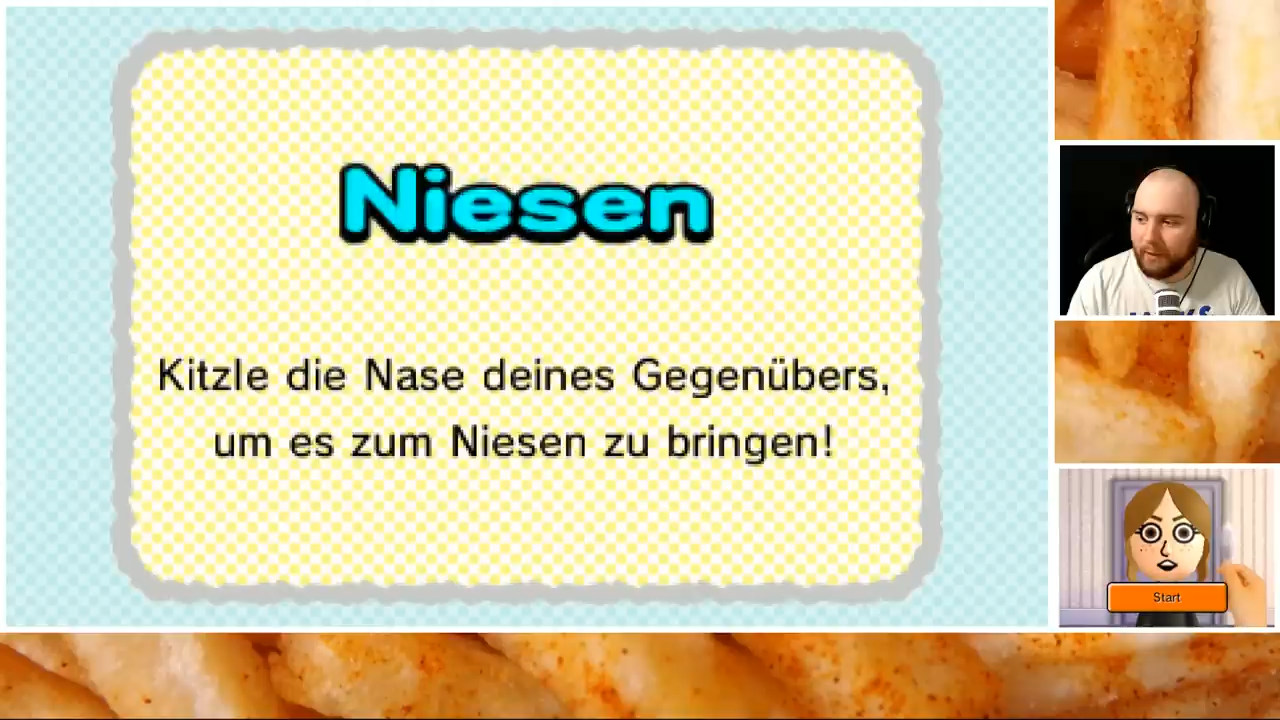 Niesen
Kitzle die Nase deines Gegenübers,
um es zum Niesen zu bringen!
Start